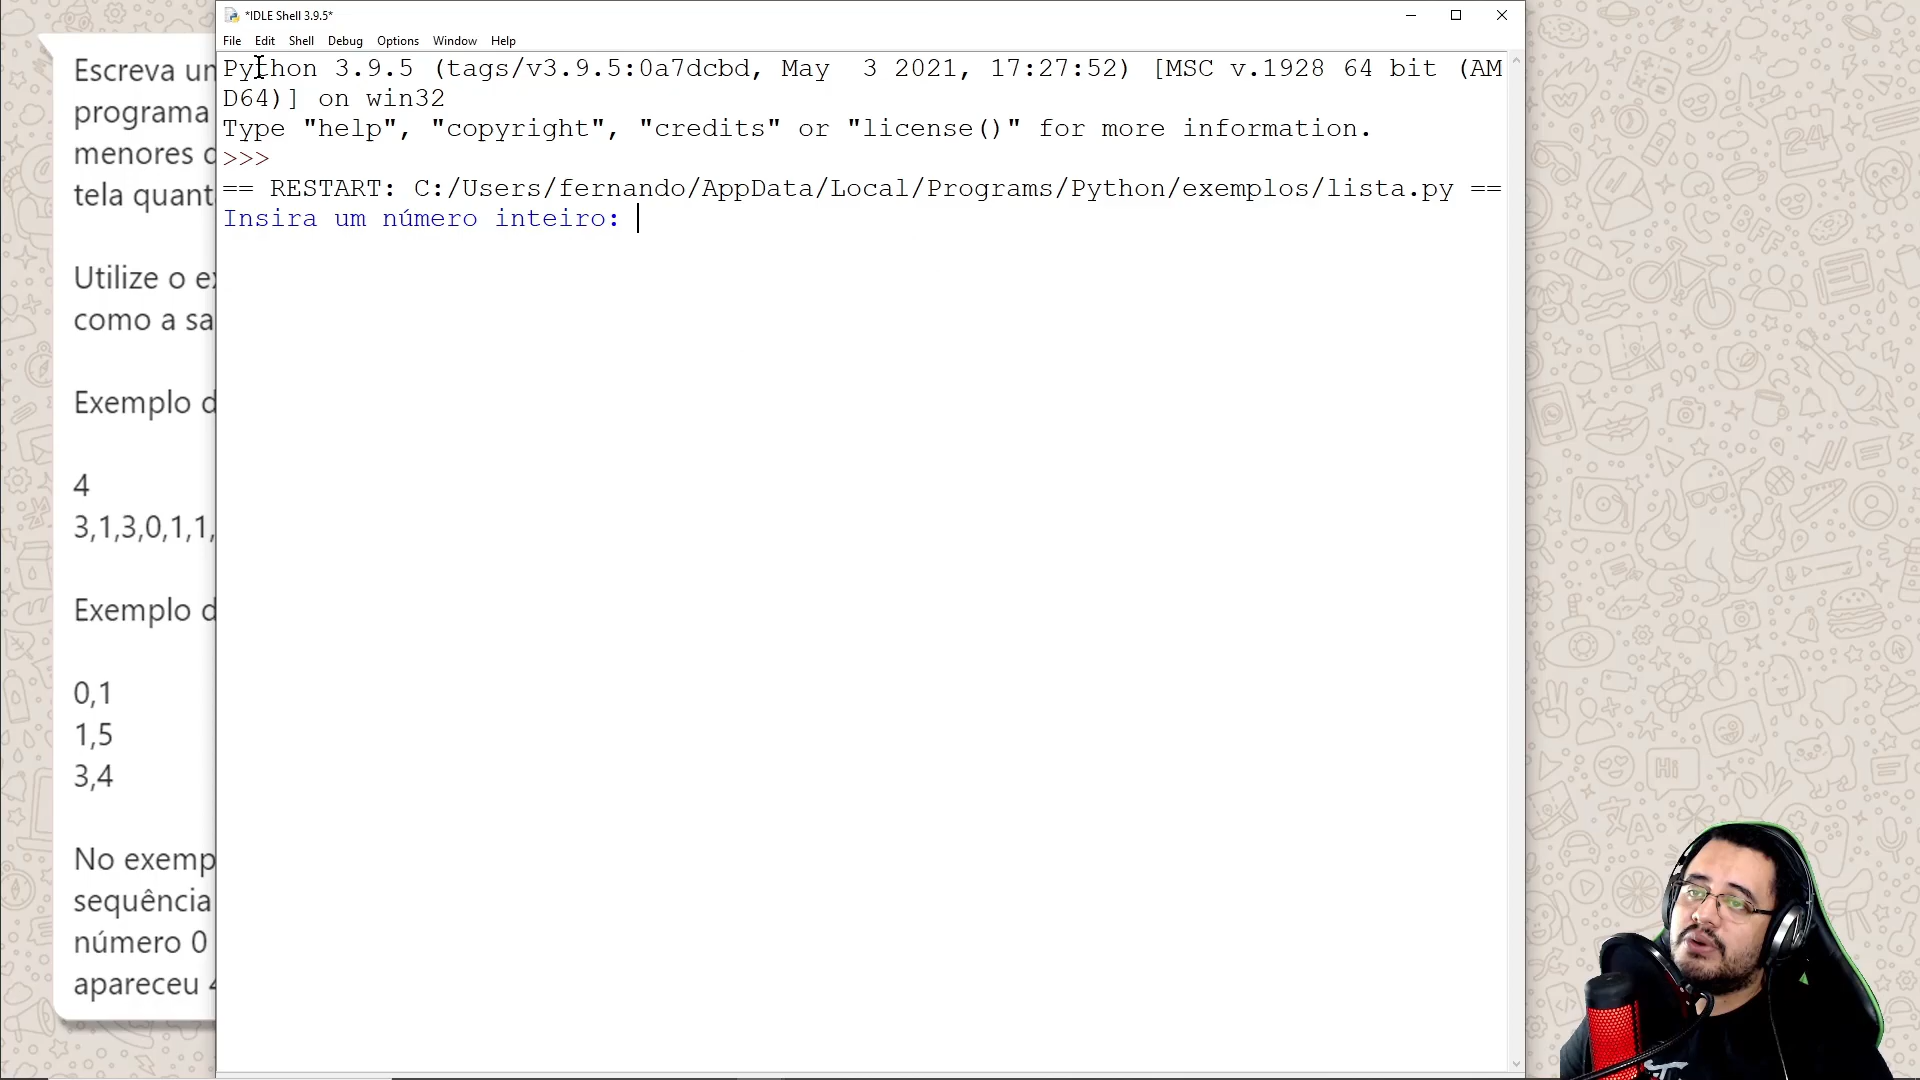 *IDLE Shell 3.9.5*
File Edit Shell Debug Options Window Help
Python 3.9.5 (tags/v3.9.5:0a7dcbd, May  3 2021, 17:27:52) [MSC v.1928 64 bit (AM
D64)] on win32
Type "help", "copyright", "credits" or "license()" for more information.
>>>
== RESTART: C:/Users/fernando/AppData/Local/Programs/Python/exemplos/lista.py ==
Insira um número inteiro:
Escreva
programa
menores
tela
Utilize o
como a
Exemplo
4
3,1,3,0,1,1,
Exemplo
0,1
1,5
3,4
No
sequência
número 0
apareceu